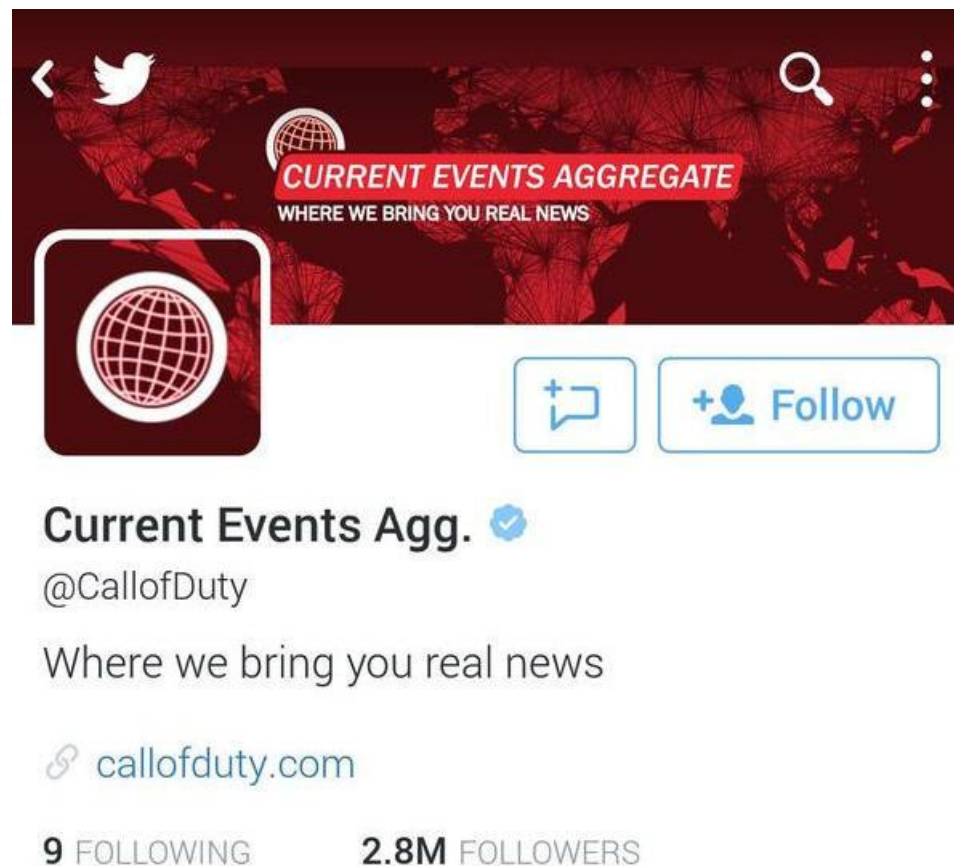 CURRENT EVENTS AGGREGATE
WHERE WE BRING YOU REAL NEWS
Follow
Current Events Agg.
@CallofDuty
Where we bring you real news
callofduty.com
9 FOLLOWING 2.8M FOLLOWERS